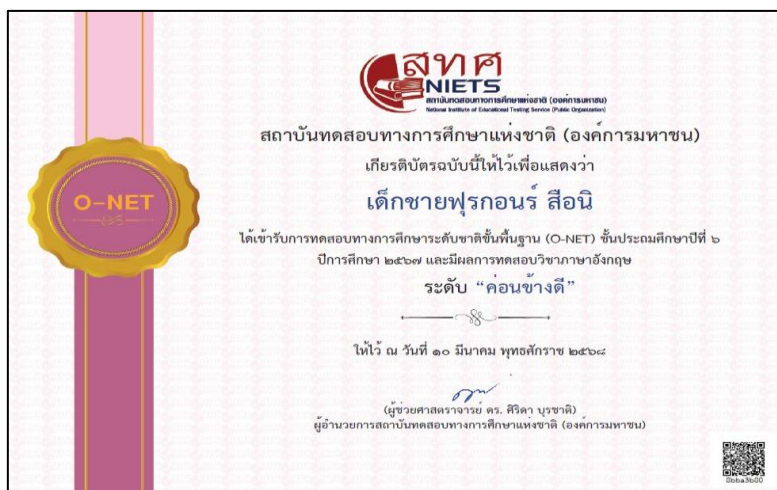 สทศ
NIETS
สถาบันทดสอบทางการศึกษาแห่งชาติ (องค์การมหาชน)
National Institute of Educational Testing Service (Public Organization)
สถาบันทดสอบทางการศึกษาแห่งชาติ (องค์การมหาชน)
เกียรติบัตรฉบับนี้ให้ไว้เพื่อแสดงว่า
เด็กชายฟุรกอนร์ สือนิ
O-NET
ได้เข้ารับการทดสอบทางการศึกษาระดับชาติขั้นพื้นฐาน (O-NET) ชั้นประถมศึกษาปีที่ ๖
ปีการศึกษา ๒๕๖๗ และมีผลการทดสอบวิชาภาษาอังกฤษ
ระดับ “ค่อนข้างดี”
ให้ไว้ ณ วันที่ ๑๐ มีนาคม พุทธศักราช ๒๕๖๘
(ผู้ช่วยศาสตราจารย์ ดร. ศิริดา บุรชาติ)
ผู้อำนวยการสถาบันทดสอบทางการศึกษาแห่งชาติ (องค์การมหาชน)
0bba3b00